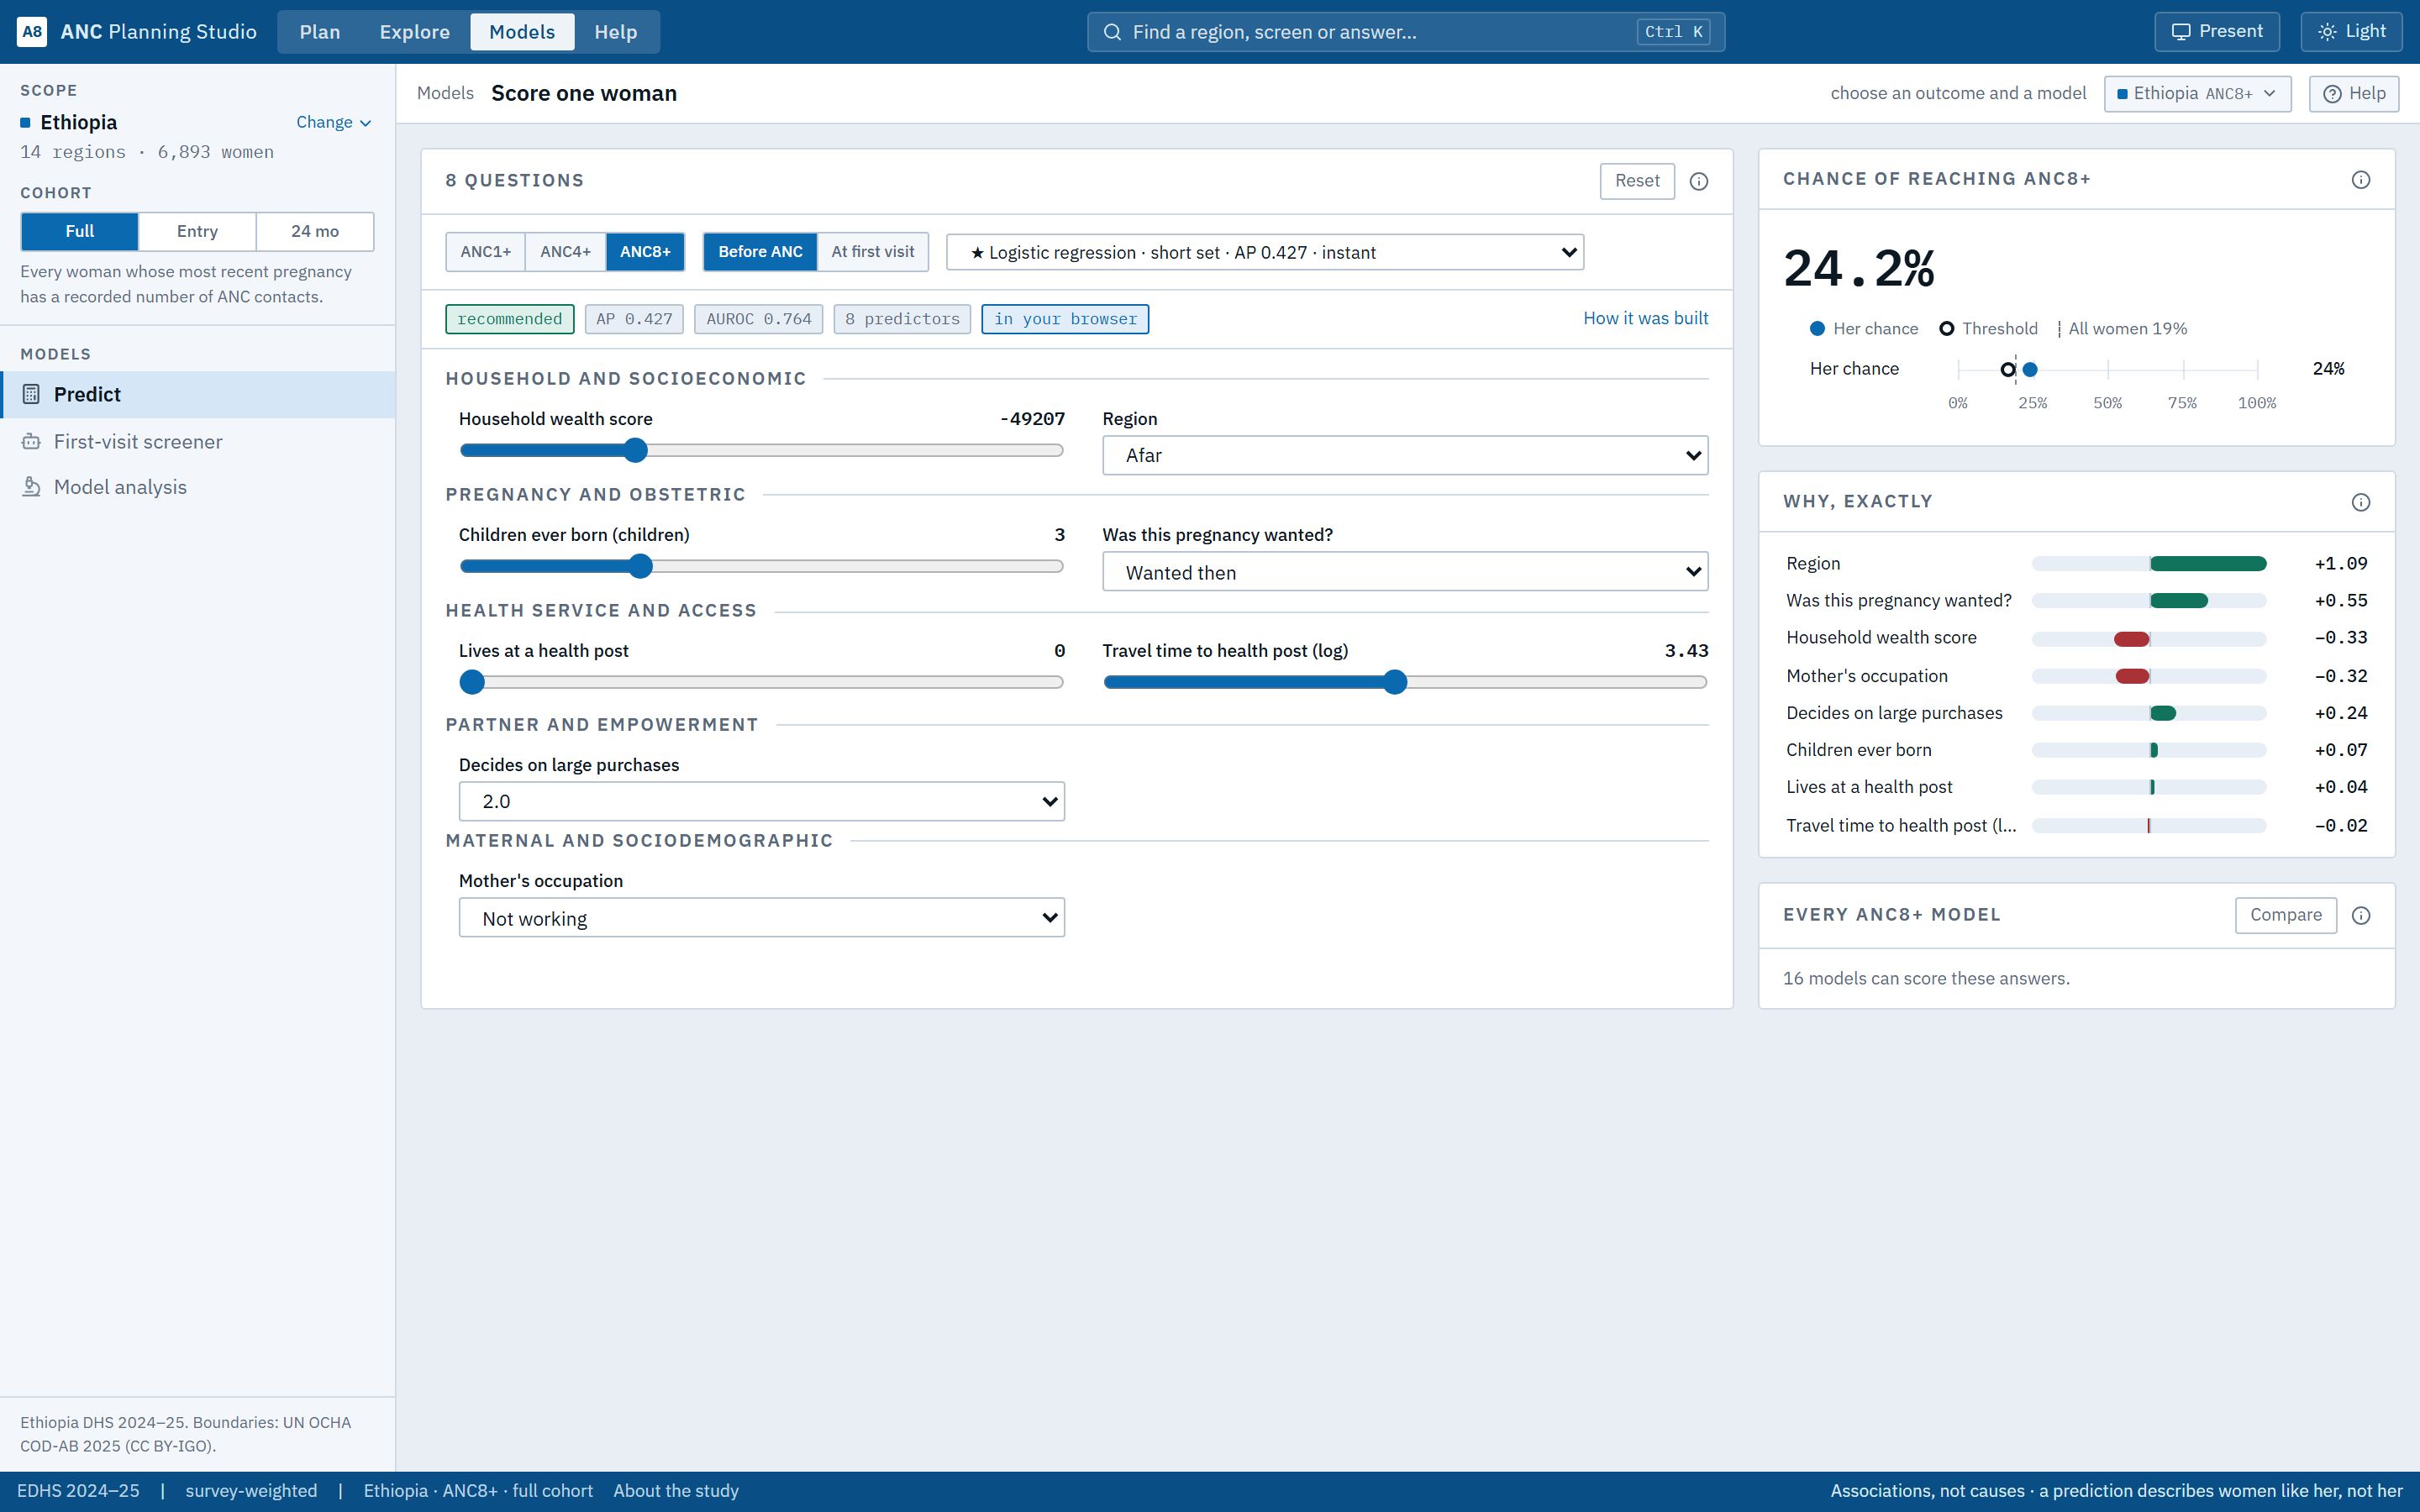 A8 ANC Planning Studio Plan Explore Models Help Find a region, screen or answer... Ctrl K Present Light
SCOPE
Ethiopia Change
14 regions · 6,893 women
COHORT
Full Entry 24 mo
Every woman whose most recent pregnancy
has a recorded number of ANC contacts.
MODELS
Predict
First-visit screener
Model analysis
Ethiopia DHS 2024–25. Boundaries: UN OCHA
COD-AB 2025 (CC BY-IGO).
Models Score one woman choose an outcome and a model Ethiopia ANC8+ Help
8 QUESTIONS Reset
ANC1+ ANC4+ ANC8+ Before ANC At first visit ★ Logistic regression · short set · AP 0.427 · instant
recommended AP 0.427 AUROC 0.764 8 predictors in your browser How it was built
HOUSEHOLD AND SOCIOECONOMIC
Household wealth score -49207 Region
Afar
PREGNANCY AND OBSTETRIC
Children ever born (children) 3 Was this pregnancy wanted?
Wanted then
HEALTH SERVICE AND ACCESS
Lives at a health post 0 Travel time to health post (log) 3.43
PARTNER AND EMPOWERMENT
Decides on large purchases
2.0
MATERNAL AND SOCIODEMOGRAPHIC
Mother's occupation
Not working
CHANCE OF REACHING ANC8+
24.2%
Her chance Threshold All women 19%
Her chance 24%
0% 25% 50% 75% 100%
WHY, EXACTLY
Region +1.09
Was this pregnancy wanted? +0.55
Household wealth score −0.33
Mother's occupation −0.32
Decides on large purchases +0.24
Children ever born +0.07
Lives at a health post +0.04
Travel time to health post (l... −0.02
EVERY ANC8+ MODEL Compare
16 models can score these answers.
EDHS 2024–25 | survey-weighted | Ethiopia · ANC8+ · full cohort About the study Associations, not causes · a prediction describes women like her, not her